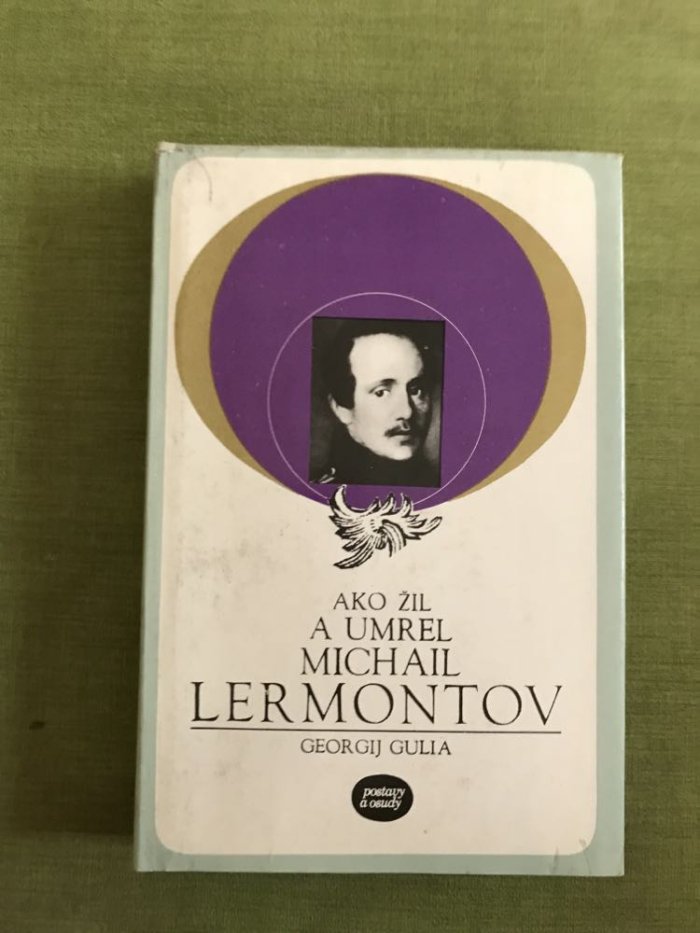 AKO ŽIL
A UMREL
MICHAIL
LERMONTOV
GEORGIJ GULIA
postavy
a osudy